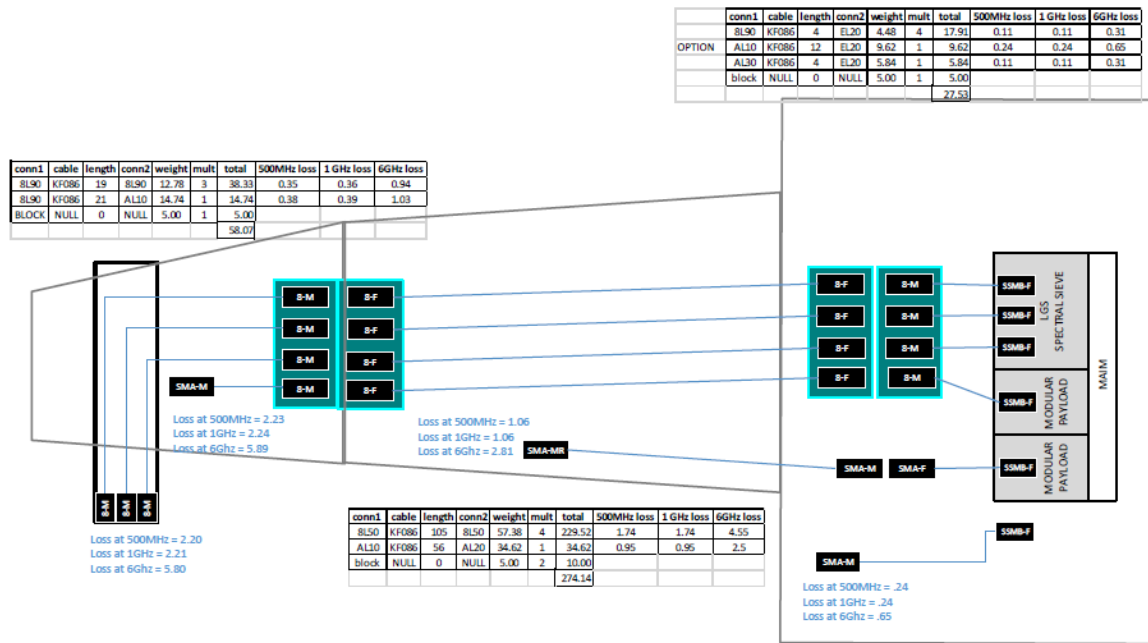 conn1 cable length conn2 weight mult total 500MHz loss 1 GHz loss 6GHz loss
8L90 KF086 4 EL20 4.48 4 17.91 0.11 0.11 0.31
OPTION AL10 KF086 12 EL20 9.62 1 9.62 0.24 0.24 0.65
AL30 KF086 4 EL20 5.84 1 5.84 0.11 0.11 0.31
block NULL 0 NULL 5.00 1 5.00
27.53
conn1 cable length conn2 weight mult total 500MHz loss 1 GHz loss 6GHz loss
8L90 KF086 19 8L90 12.78 3 38.33 0.35 0.36 0.94
8L90 KF086 21 AL10 14.74 1 14.74 0.38 0.39 1.03
BLOCK NULL 0 NULL 5.00 1 5.00
58.07
8-M 8-F 8-F 8-M SSMB-F
8-M 8-F 8-F 8-M SSMB-F
8-M 8-F 8-F 8-M SSMB-F
8-M 8-F 8-F 8-M SSMB-F
LGS
SPECTRAL SIEVE
MODULAR
PAYLOAD
MODULAR
PAYLOAD
MAIM
SMA-M
Loss at 500MHz = 2.23
Loss at 1GHz = 2.24
Loss at 6Ghz = 5.89
Loss at 500MHz = 1.06
Loss at 1GHz = 1.06
Loss at 6Ghz = 2.81
SMA-MR
SMA-M SMA-F SSMB-F
8-M 8-M 8-M
Loss at 500MHz = 2.20
Loss at 1GHz = 2.21
Loss at 6Ghz = 5.80
conn1 cable length conn2 weight mult total 500MHz loss 1 GHz loss 6GHz loss
8L50 KF086 105 8L50 57.38 4 229.52 1.74 1.74 4.55
AL10 KF086 56 AL20 34.62 1 34.62 0.95 0.95 2.5
block NULL 0 NULL 5.00 2 10.00
274.14
SSMB-F
SMA-M
Loss at 500MHz = .24
Loss at 1GHz = .24
Loss at 6Ghz = .65